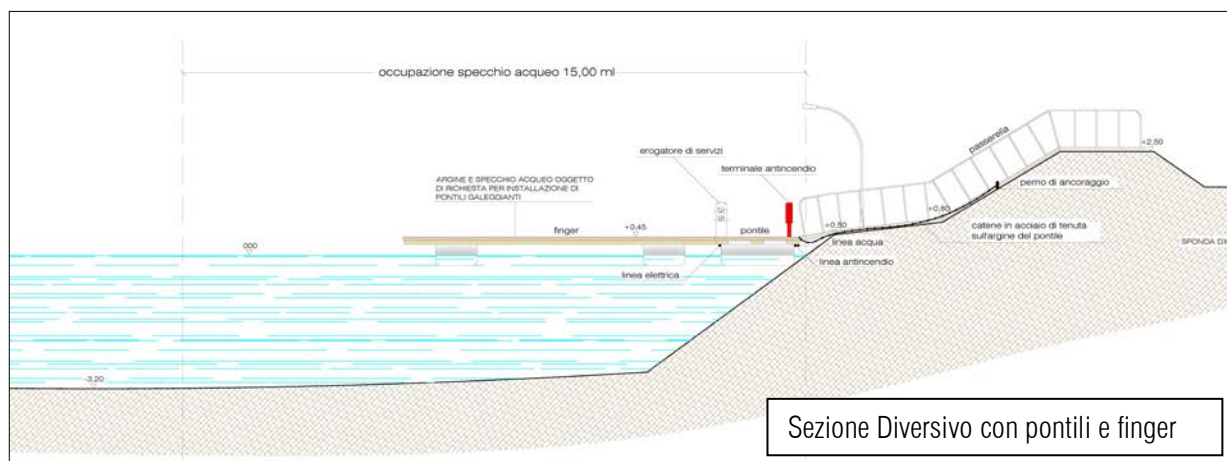 occupazione specchio acqueo 15,00 ml
erogatore di servizi
terminale antincendio
passerella
+2,50
ARGINE E SPECCHIO ACQUEO OGGETTO
DI RICHIESTA PER INSTALLAZIONE DI
PONTILI GALEGGIANTI
perno di ancoraggio
+0,80
finger
+0,45
pontile
+0,50
catene in acciaio di tenuta
sull'argine del pontile
000
linea acqua
SPONDA DX
linea elettrica
linea antincendio
-3,20
Sezione Diversivo con pontili e finger